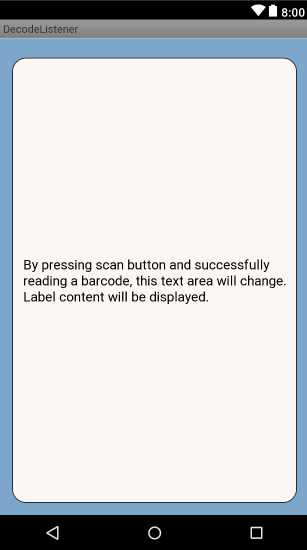 8:00
DecodeListener
By pressing scan button and successfully
reading a barcode, this text area will change.
Label content will be displayed.